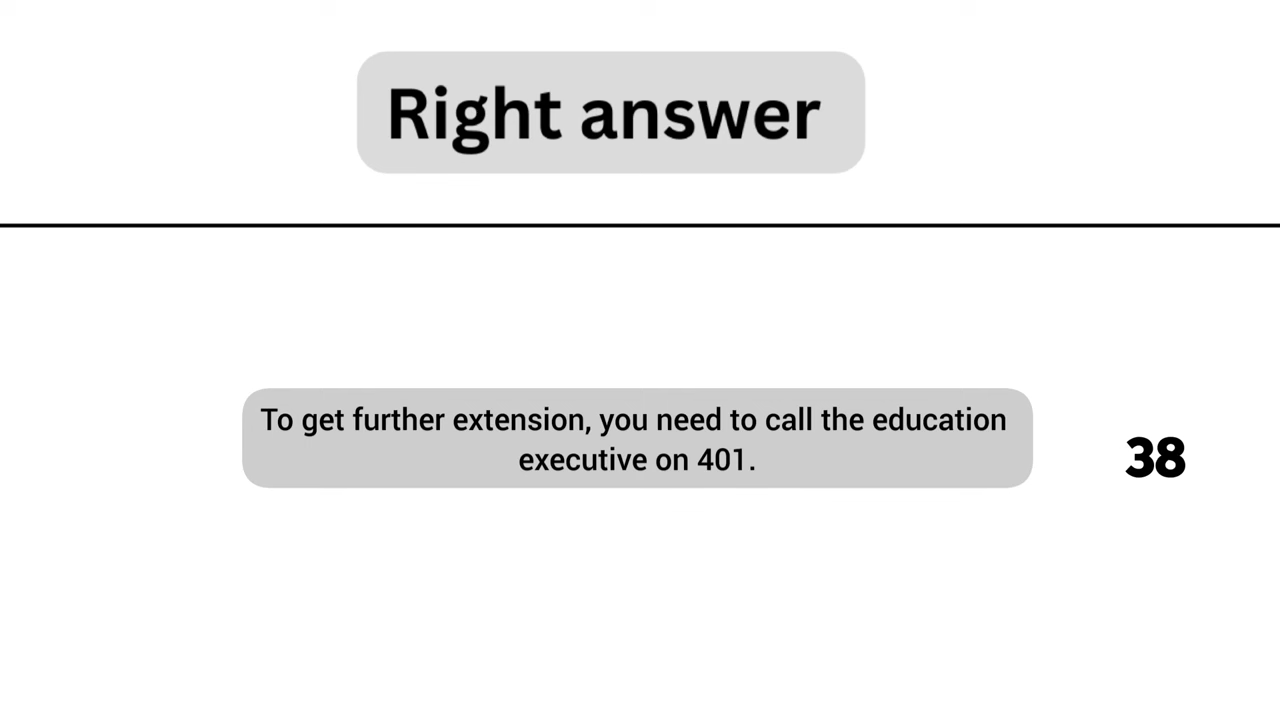 Right answer
To get further extension, you need to call the education
executive on 401.
38